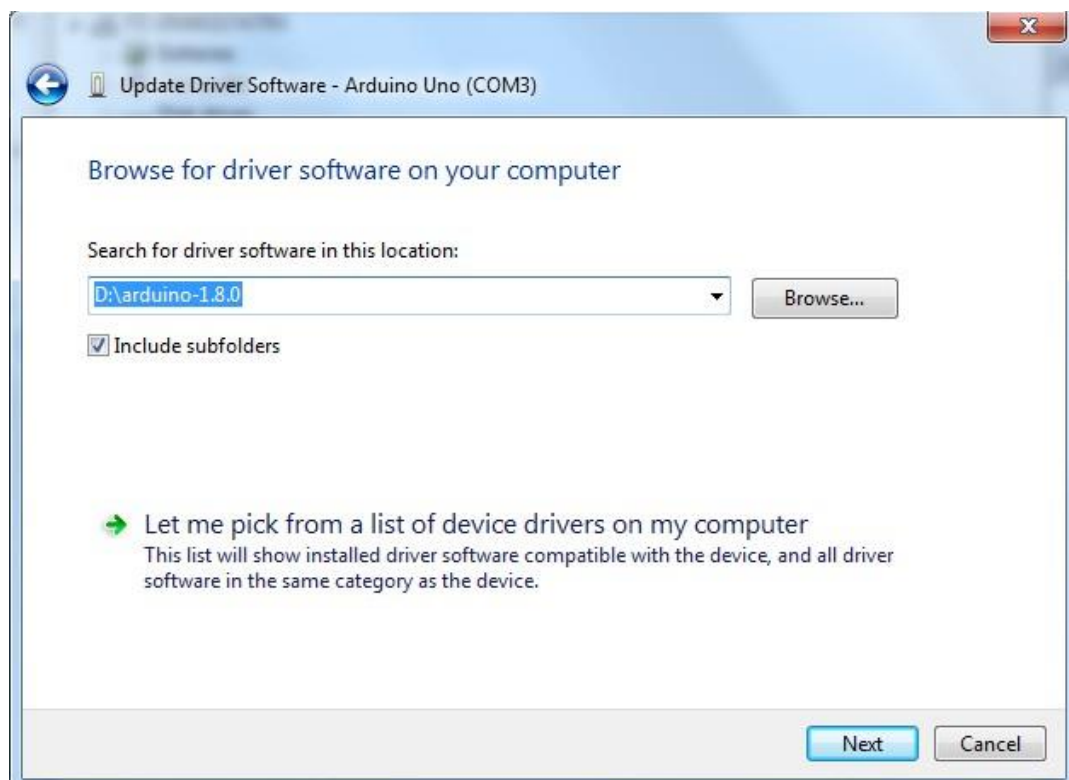 Update Driver Software - Arduino Uno (COM3)
Browse for driver software on your computer
Search for driver software in this location:
D:\arduino-1.8.0
Browse...
Include subfolders
Let me pick from a list of device drivers on my computer
This list will show installed driver software compatible with the device, and all driver
software in the same category as the device.
Next
Cancel